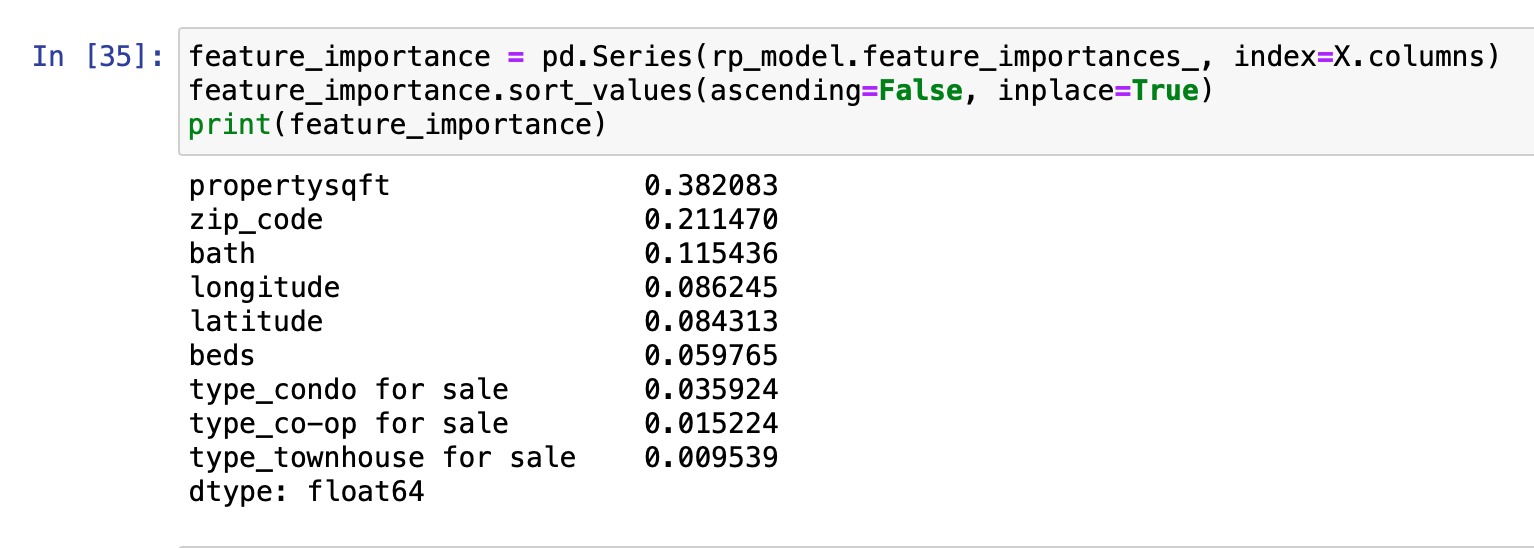 In [35]: feature_importance = pd.Series(rp_model.feature_importances_, index=X.columns)
feature_importance.sort_values(ascending=False, inplace=True)
print(feature_importance)
propertysqft 0.382083
zip_code 0.211470
bath 0.115436
longitude 0.086245
latitude 0.084313
beds 0.059765
type_condo for sale 0.035924
type_co-op for sale 0.015224
type_townhouse for sale 0.009539
dtype: float64